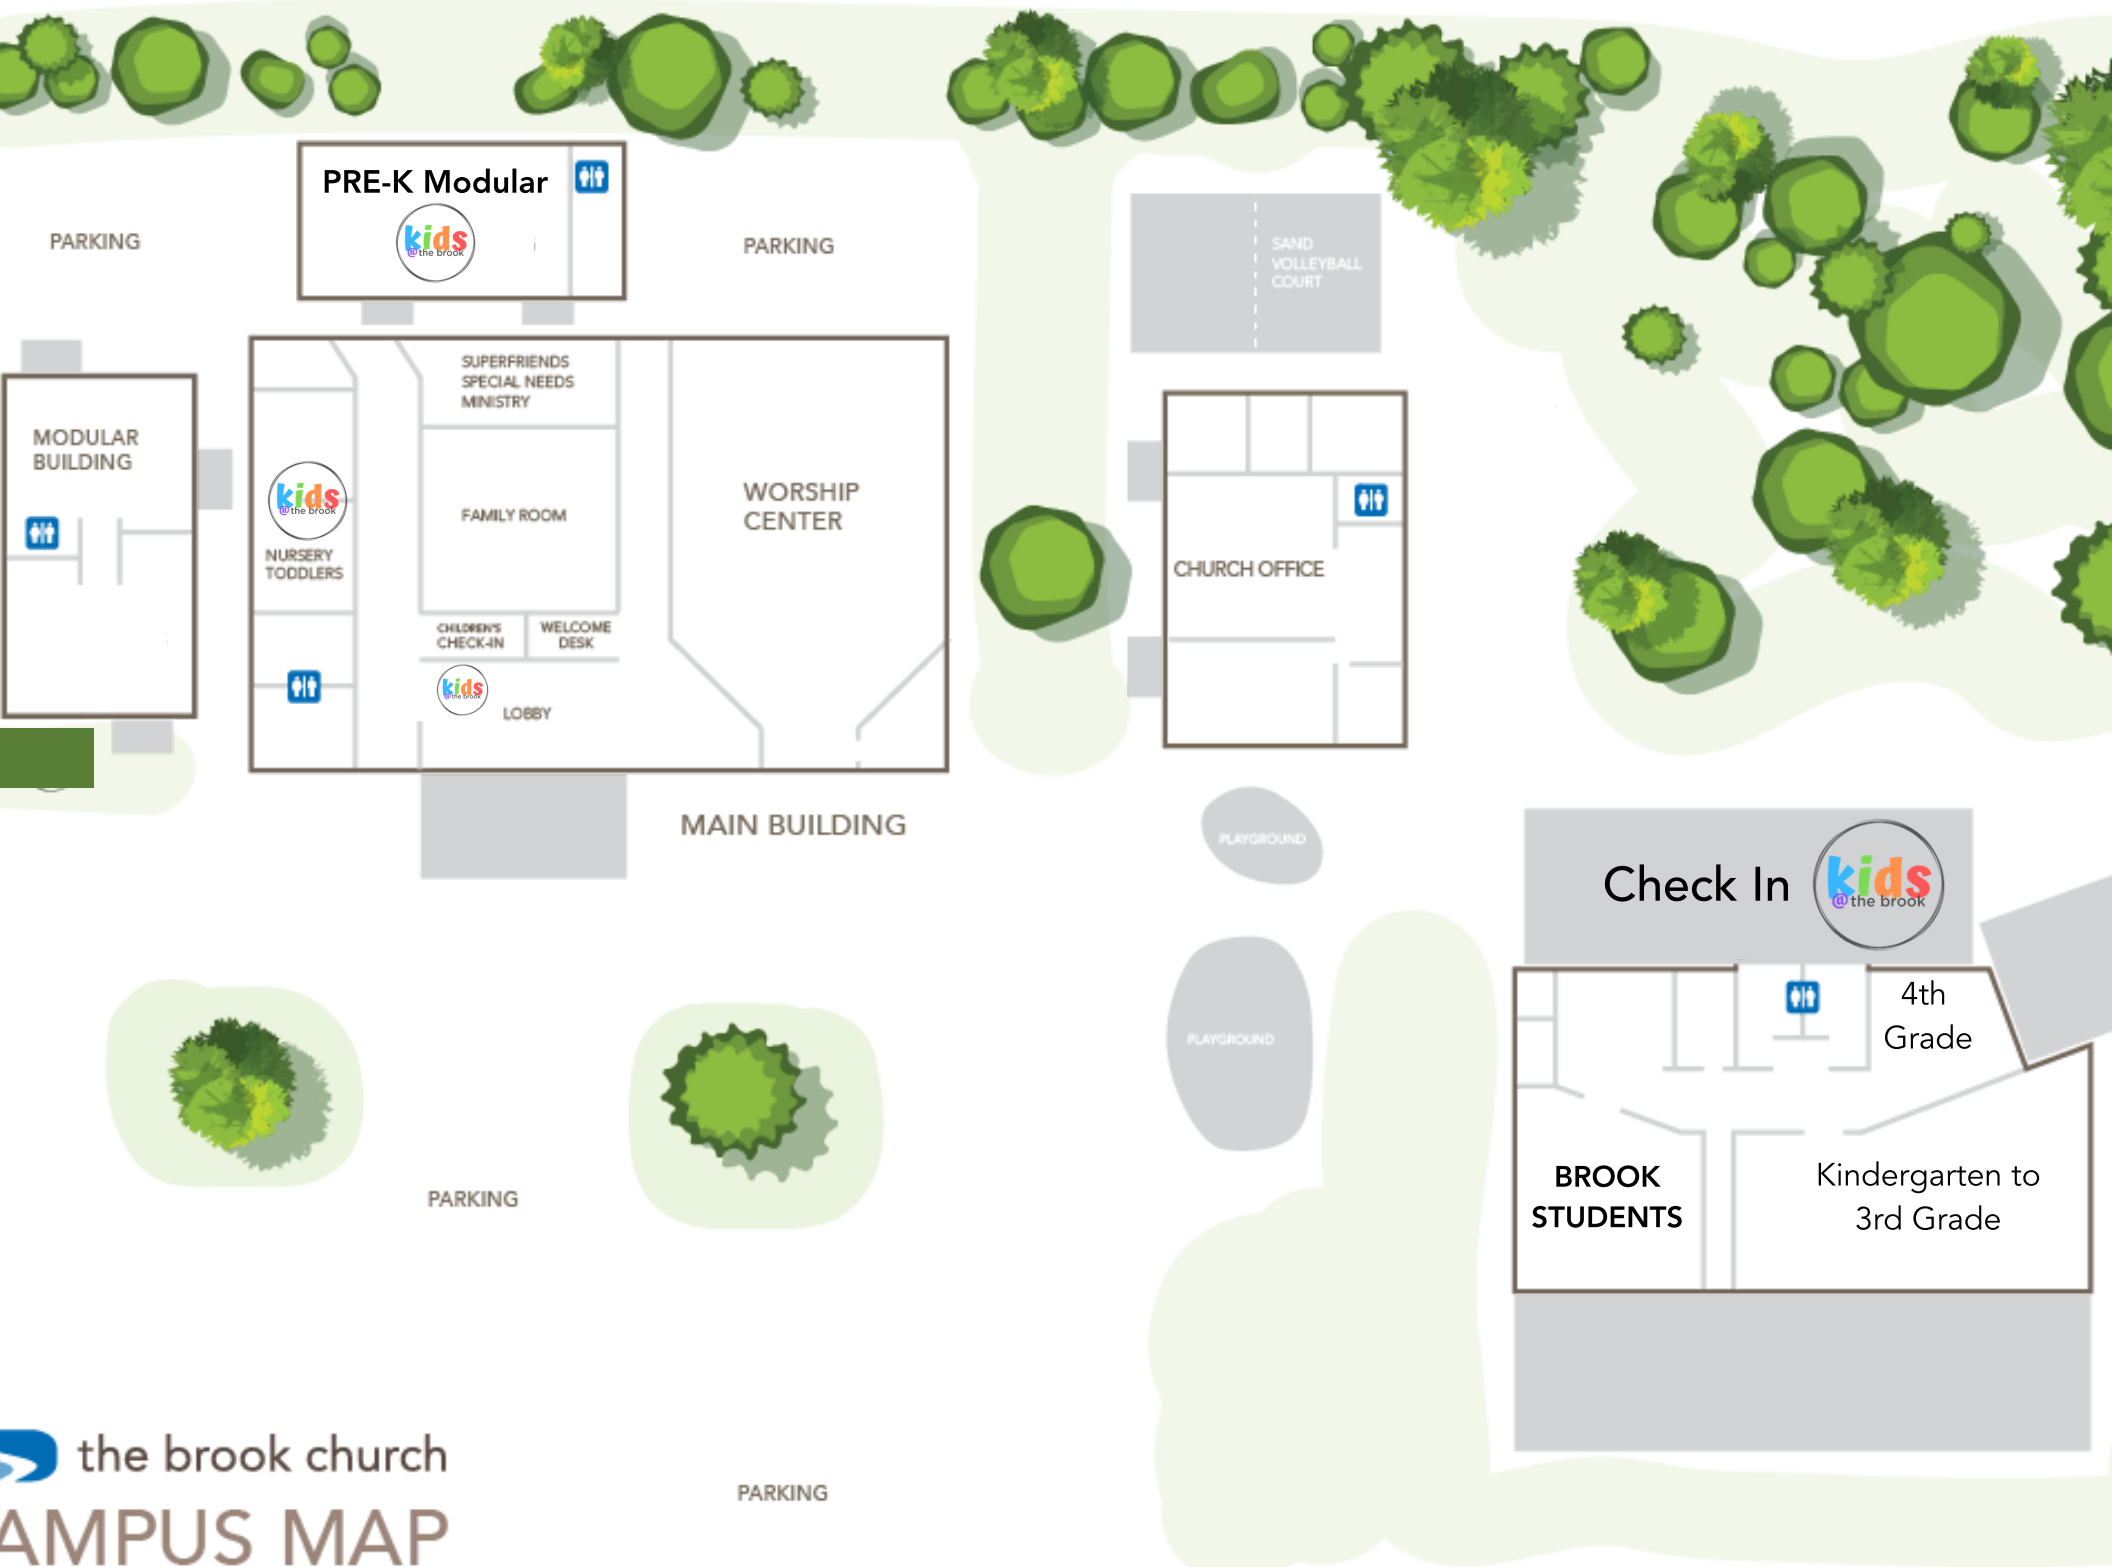 PRE-K Modular
kids
@the brook
PARKING
PARKING
SAND
VOLLEYBALL
COURT
SUPERFRIENDS
SPECIAL NEEDS
MINISTRY
MODULAR
BUILDING
kids
@the brook
NURSERY
TODDLERS
FAMILY ROOM
WORSHIP
CENTER
CHURCH OFFICE
CHILDREN'S
CHECK-IN
WELCOME
DESK
kids
@the brook
LOBBY
MAIN BUILDING
PLAYGROUND
Check In
kids
@the brook
PLAYGROUND
4th
Grade
BROOK
STUDENTS
Kindergarten to
3rd Grade
PARKING
PARKING
the brook church
AMPUS MAP